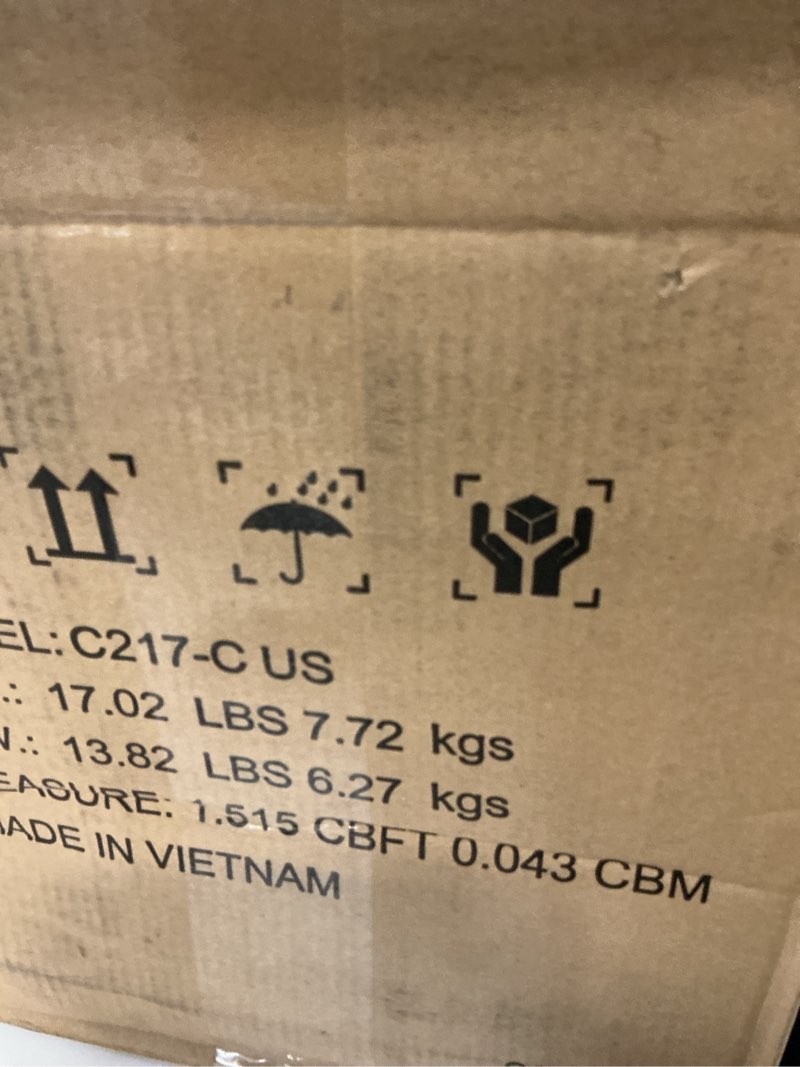 EL: C217-C US
.: 17.02 LBS 7.72 kgs
W.: 13.82 LBS 6.27 kgs
EASURE: 1.515 CBFT 0.043 CBM
MADE IN VIETNAM